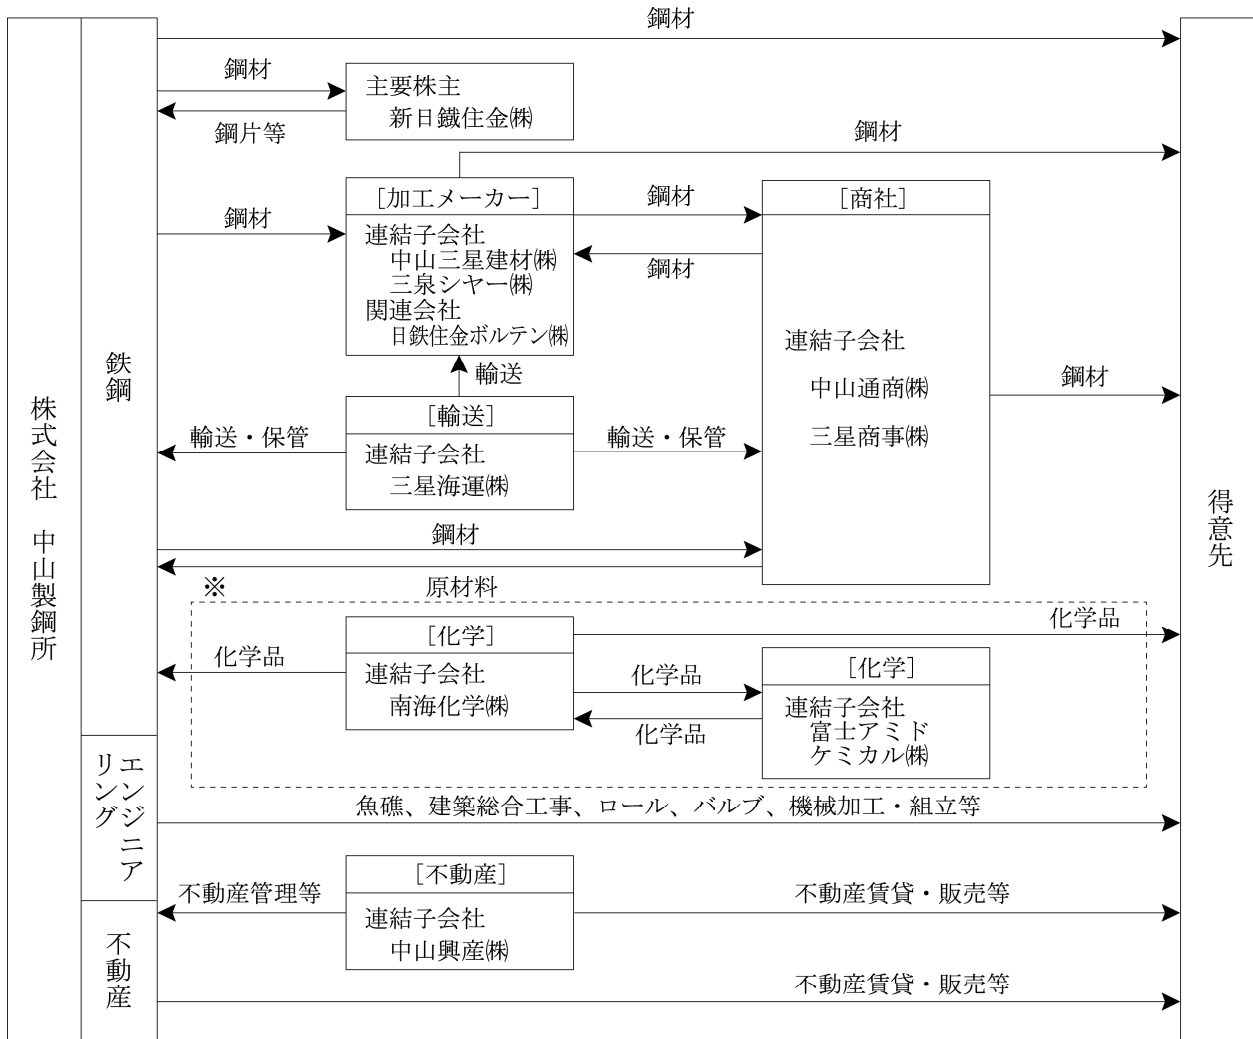 鋼材
鋼材
主要株主
新日鐵住金㈱
鋼片等
鋼材
[加工メーカー]
鋼材
[商社]
鋼材
連結子会社
中山三星建材㈱
鋼材
三泉シヤー㈱
関連会社
日鉄住金ボルテン㈱
連結子会社
鉄鋼
輸送
中山通商㈱
鋼材
株式会社 中山製鋼所
[輸送]
輸送・保管
連結子会社
輸送・保管
三星商事㈱
三星海運㈱
得意先
鋼材
※
原材料
[化学]
化学品
化学品
連結子会社
化学品
[化学]
南海化学㈱
化学品
連結子会社
富士アミド
ケミカル㈱
エンジニア
リング
魚礁、建築総合工事、ロール、バルブ、機械加工・組立等
[不動産]
不動産管理等
不動産賃貸・販売等
連結子会社
中山興産㈱
不動産
不動産賃貸・販売等